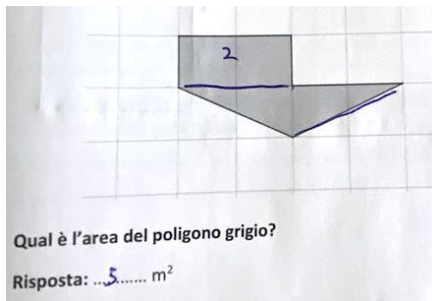 2
Qual è l'area del poligono grigio?
Risposta: ...5....... m²